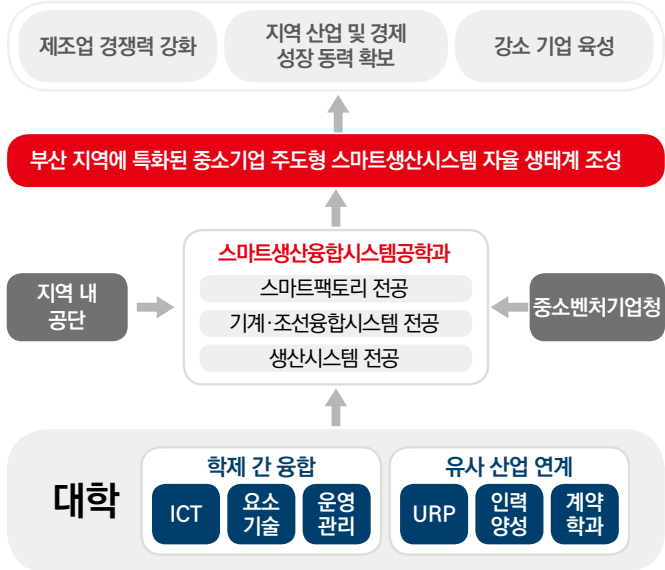 제조업 경쟁력 강화
지역 산업 및 경제
성장 동력 확보
강소 기업 육성
부산 지역에 특화된 중소기업 주도형 스마트생산시스템 자율 생태계 조성
스마트생산융합시스템공학과
스마트팩토리 전공
기계·조선융합시스템 전공
생산시스템 전공
지역 내
공단
중소벤처기업청
대학
학제 간 융합
ICT
요소
기술
운영
관리
유사 산업 연계
URP
인력
양성
계약
학과